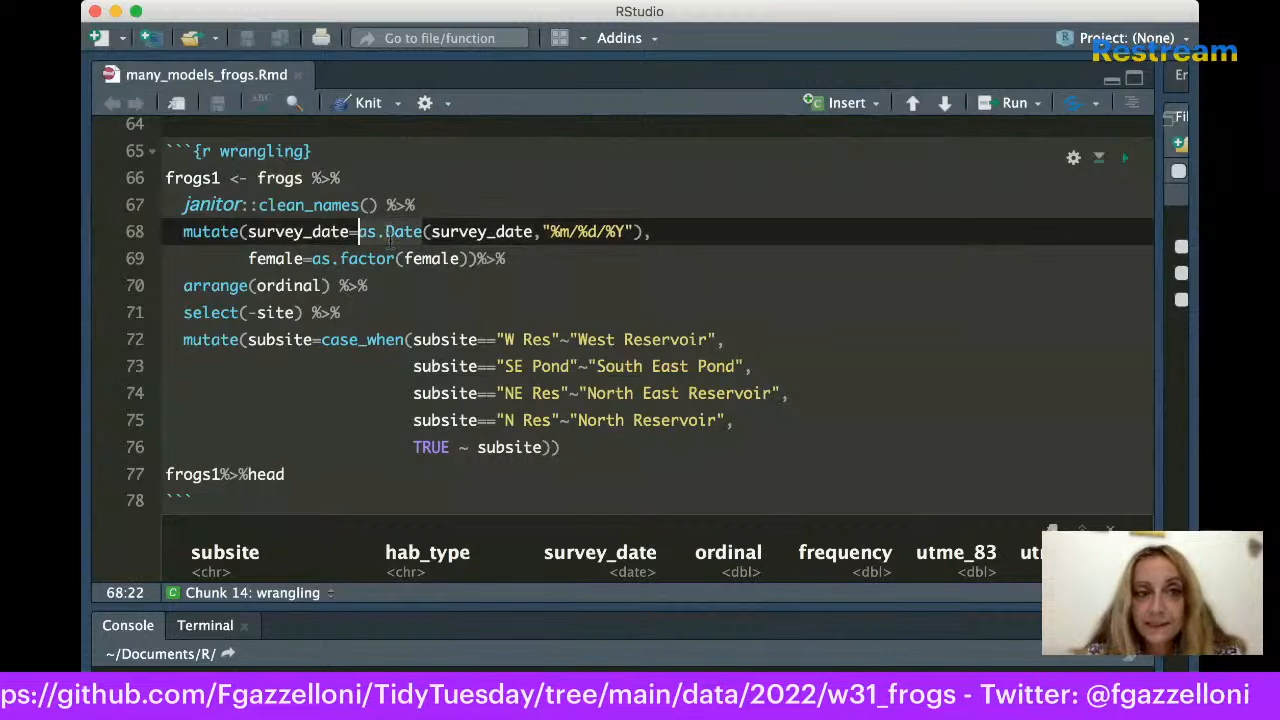 RStudio
Go to file/function
Addins
Project: (None)
Restream
many_models_frogs.Rmd
ABC
Knit
Insert
Run
64
65 ```{r wrangling}
66 frogs1 <- frogs %>%
67 janitor::clean_names() %>%
68 mutate(survey_date=as.Date(survey_date,"%m/%d/%Y"),
69 female=as.factor(female))%>%
70 arrange(ordinal) %>%
71 select(-site) %>%
72 mutate(subsite=case_when(subsite=="W Res"~"West Reservoir",
73 subsite=="SE Pond"~"South East Pond",
74 subsite=="NE Res"~"North East Reservoir",
75 subsite=="N Res"~"North Reservoir",
76 TRUE ~ subsite))
77 frogs1%>%head
78 ```
subsite hab_type survey_date ordinal frequency utme_83
<chr> <chr> <date> <dbl> <dbl> <dbl>
68:22 Chunk 14: wrangling
Console Terminal
~/Documents/R/
ps://github.com/Fgazzelloni/TidyTuesday/tree/main/data/2022/w31_frogs - Twitter: @fgazzelloni